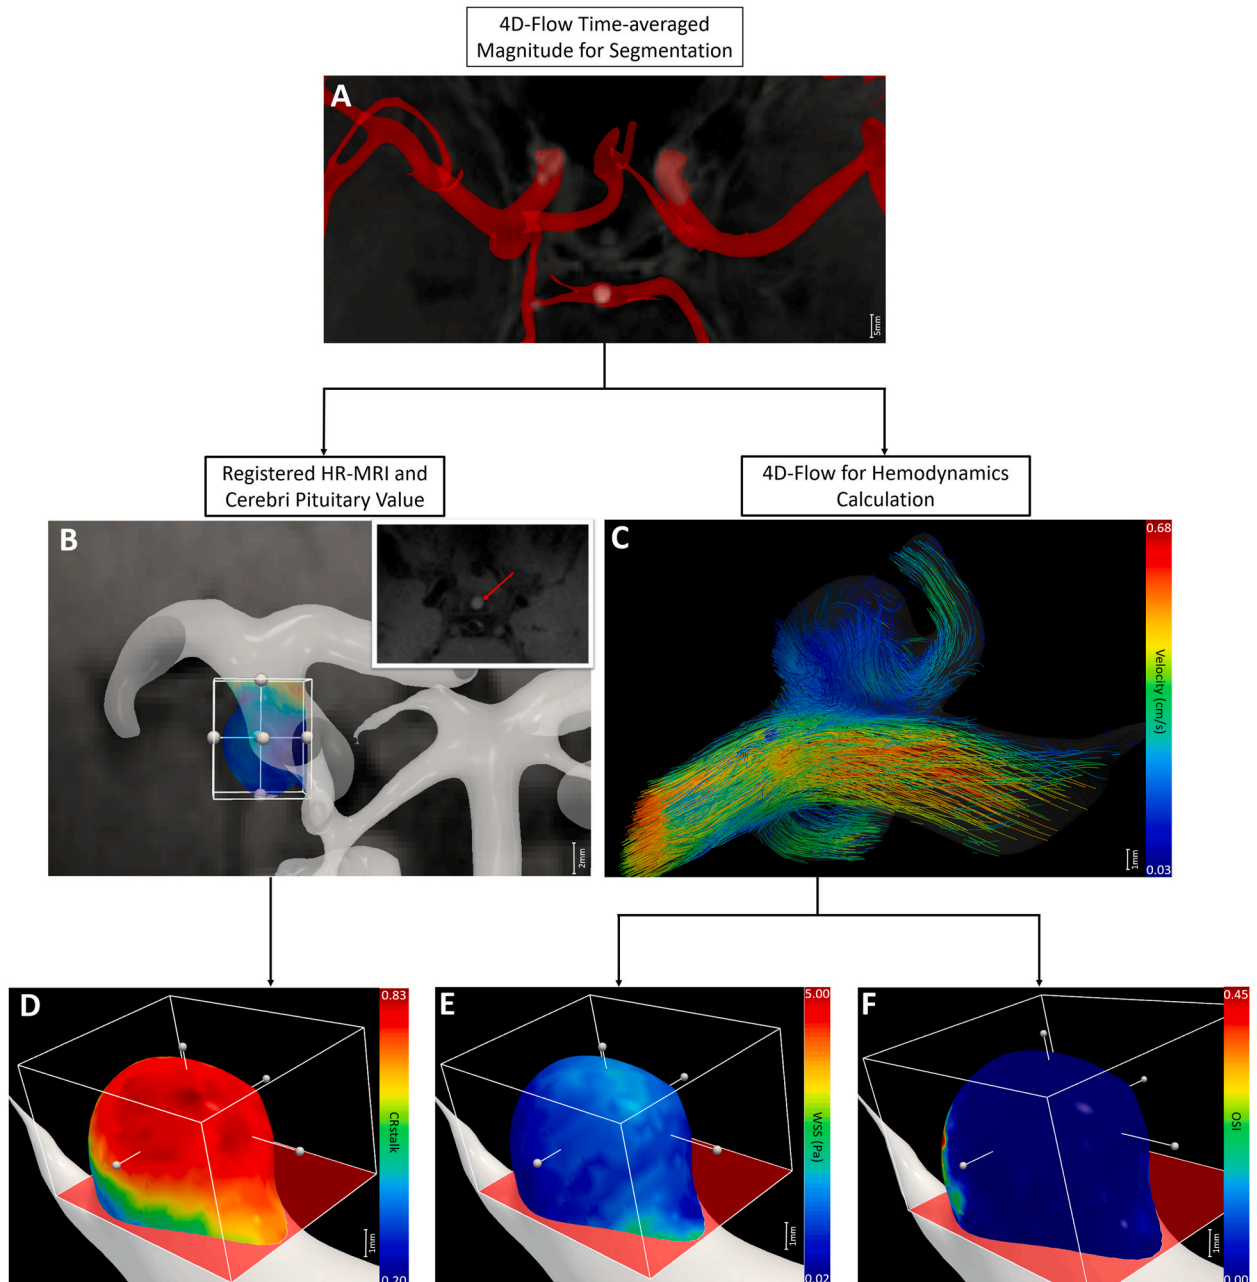 4D-Flow Time-averaged
Magnitude for Segmentation
A
5mm
Registered HR-MRI and
Cerebri Pituitary Value
4D-Flow for Hemodynamics
Calculation
B
2mm
C
0.68
Velocity (cm/s)
0.03
1mm
D
0.83
CRstalk
0.20
1mm
E
5.00
WSS (Pa)
0.02
1mm
F
0.45
OSI
0.00
1mm